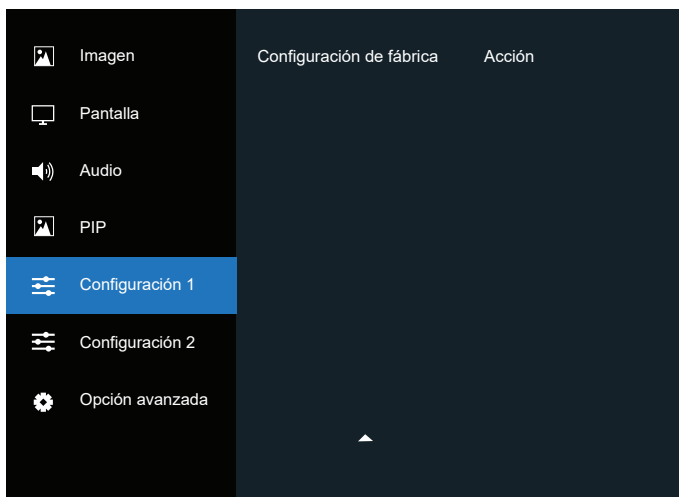 Imagen
Configuración de fábrica Acción
Pantalla
Audio
PIP
Configuración 1
Configuración 2
Opción avanzada